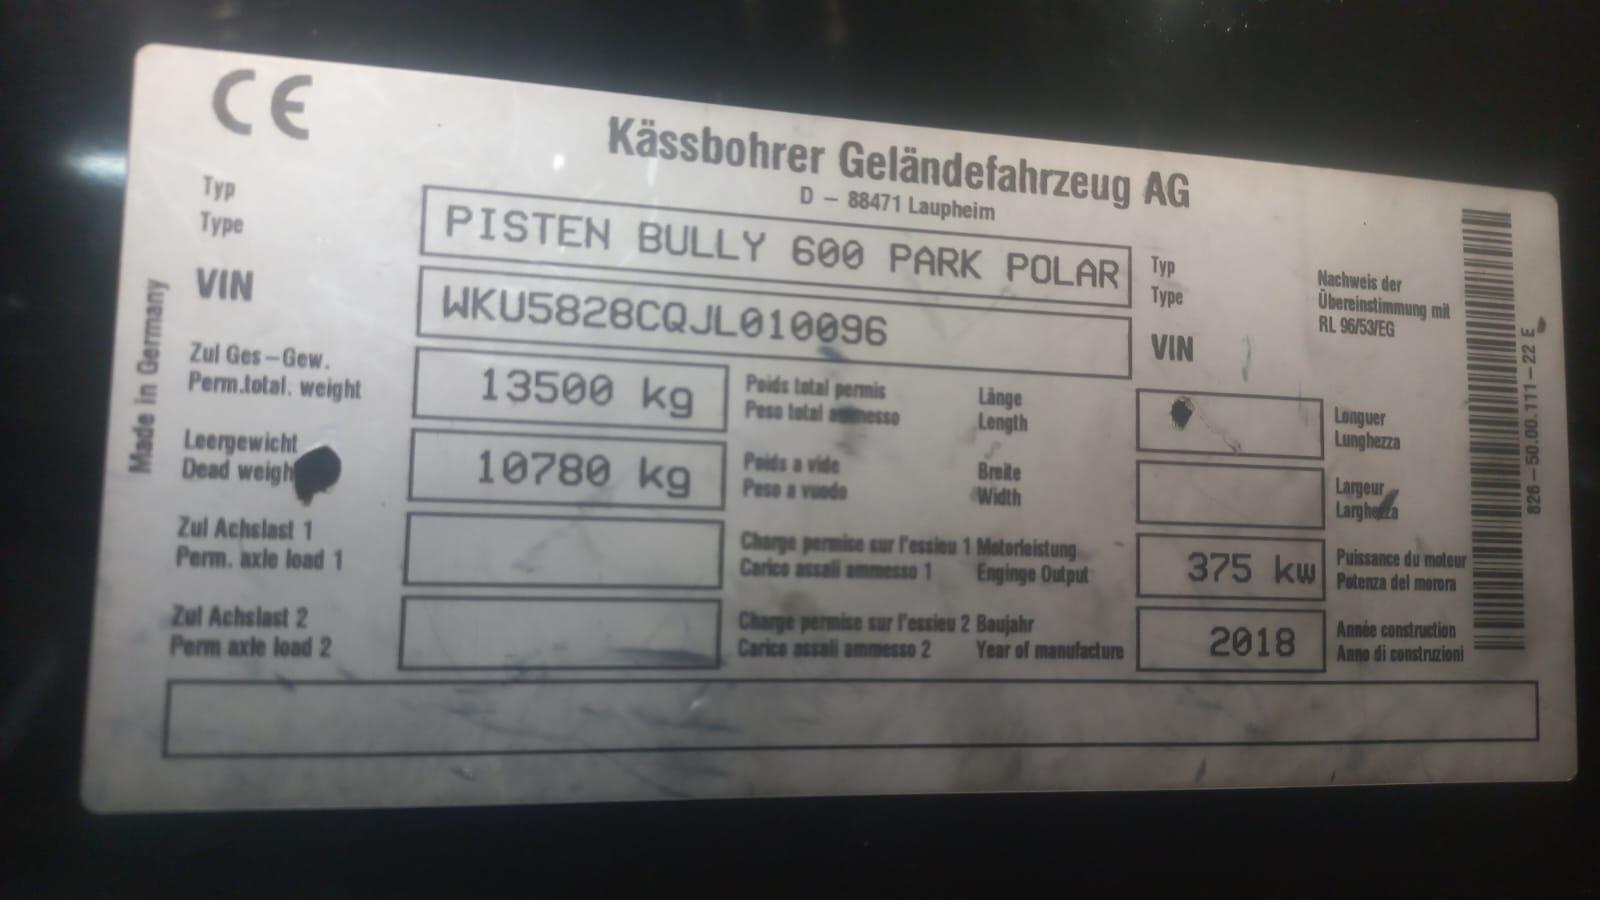 CE
Kässbohrer Geländefahrzeug AG
D – 88471 Laupheim
Typ
Type
PISTEN BULLY 600 PARK POLAR
Typ
Type
VIN
WKU5828CQJL010096
VIN
Nachweis der
Übereinstimmung mit
RL 96/53/EG
Made in Germany
Zul Ges–Gew.
Perm.total. weight
13500 kg
Poids total permis
Peso total ammesso
Länge
Length
Longuer
Lunghezza
Leergewicht
Dead weight
10780 kg
Poids a vide
Peso a vuodo
Breite
Width
Largeur
Larghezza
Zul Achslast 1
Perm. axle load 1
Charge permise sur l'essieu 1
Carico assali ammesso 1
Motorleistung
Enginge Output
375 kw
Puissance du moteur
Potenza del morora
Zul Achslast 2
Perm axle load 2
Charge permise sur l'essieu 2
Carico assali ammesso 2
Baujahr
Year of manufacture
2018
Année construction
Anno di construzioni
826–50.00.111–22 E